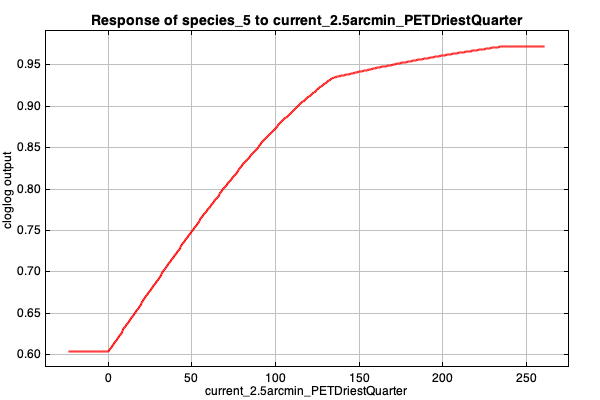 Response of species_5 to current_2.5arcmin_PETDriestQuarter
cloglog output
0.95
0.90
0.85
0.80
0.75
0.70
0.65
0.60
0 50 100 150 200 250
current_2.5arcmin_PETDriestQuarter